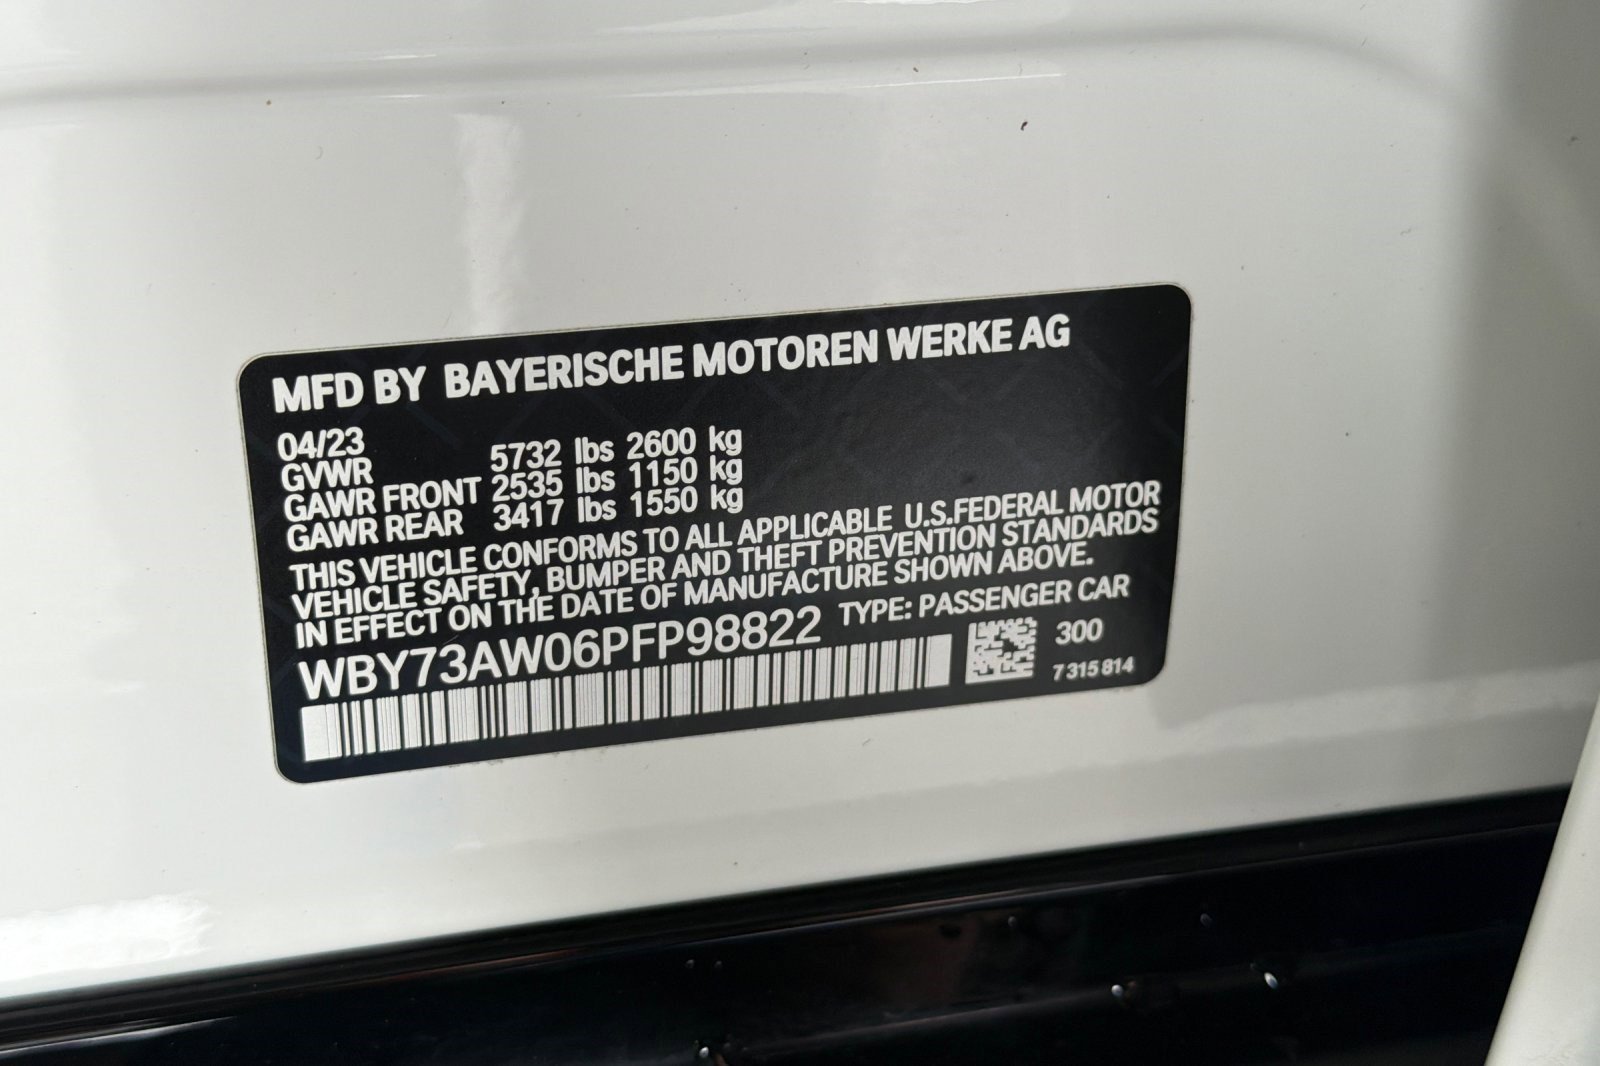 MFD BY BAYERISCHE MOTOREN WERKE AG
04/23
GVWR 5732 lbs 2600 kg
GAWR FRONT 2535 lbs 1150 kg
GAWR REAR 3417 lbs 1550 kg
THIS VEHICLE CONFORMS TO ALL APPLICABLE U.S.FEDERAL MOTOR
VEHICLE SAFETY, BUMPER AND THEFT PREVENTION STANDARDS
IN EFFECT ON THE DATE OF MANUFACTURE SHOWN ABOVE.
WBY73AW06PFP98822 TYPE: PASSENGER CAR
300
7 315 814